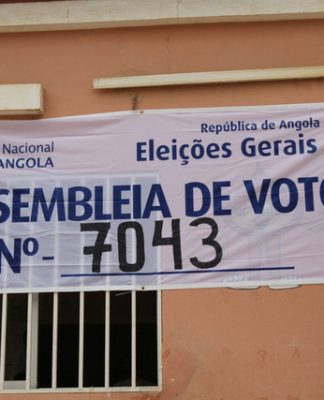 República de Angola
Nacional Eleições Gerais
ANGOLA
SEMBLEIA DE VOTO
Nº- 7043